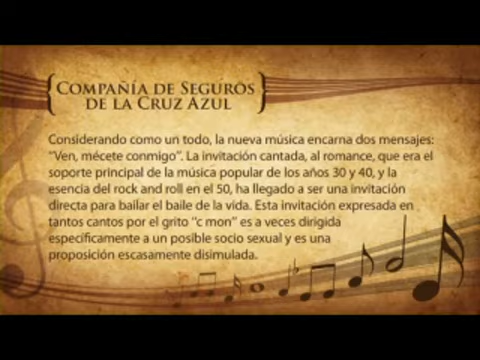 COMPAÑÍA DE SEGUROS
DE LA CRUZ AZUL
Considerando como un todo, la nueva música encarna dos mensajes:
"Ven, mécete conmigo". La invitación cantada, al romance, que era el
soporte principal de la música popular de los años 30 y 40, y la
esencia del rock and roll en el 50, ha llegado a ser una invitación
directa para bailar el baile de la vida. Esta invitación expresada en
tantos cantos por el grito "c mon" es a veces dirigida
específicamente a un posible socio sexual y es una
proposición escasamente disimulada.